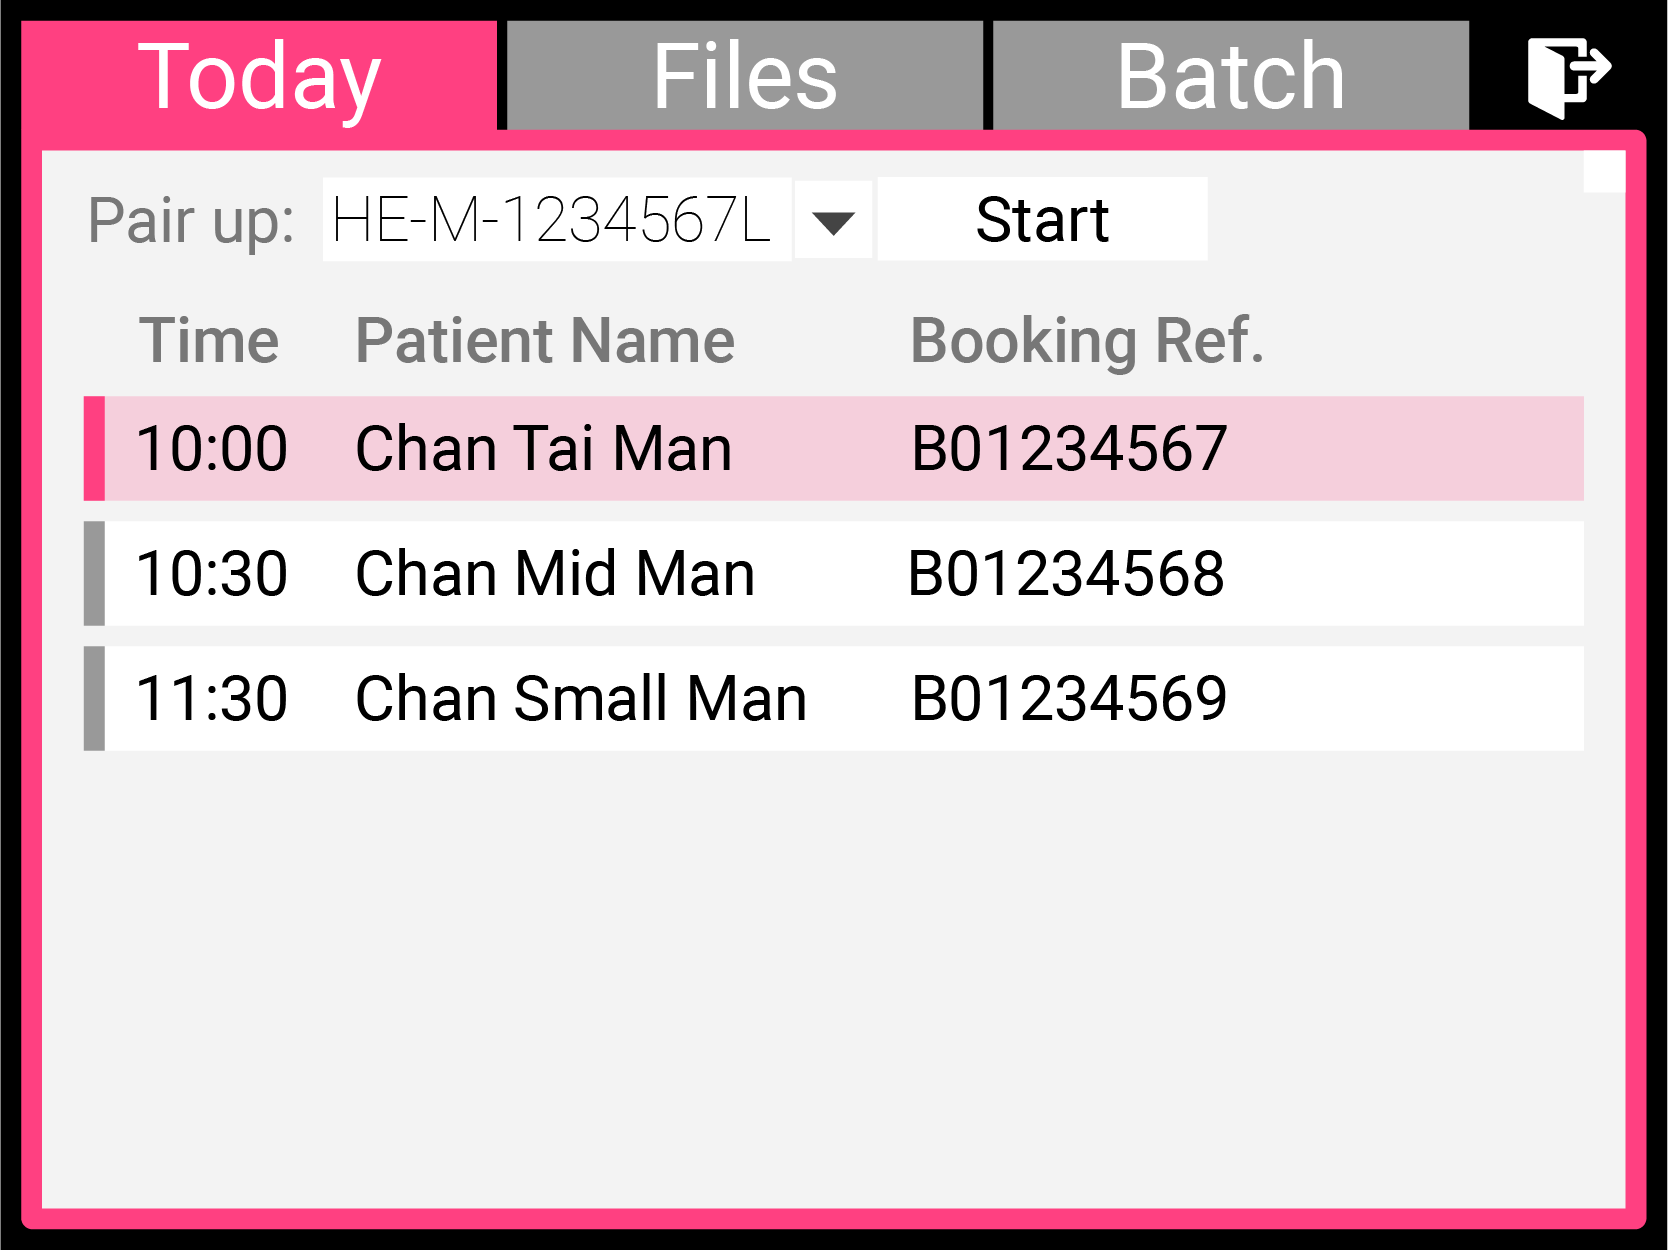 Today Files Batch
Pair up: HE-M-1234567L Start
Time Patient Name Booking Ref.
10:00 Chan Tai Man B01234567
10:30 Chan Mid Man B01234568
11:30 Chan Small Man B01234569